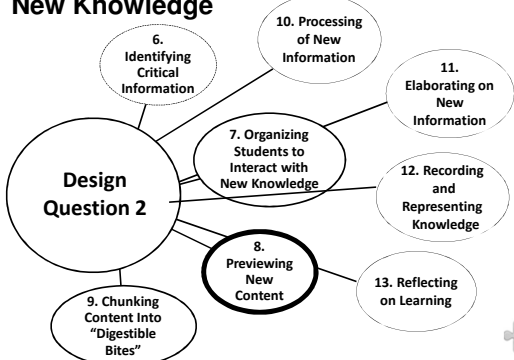 New Knowledge
6.
Identifying
Critical
Information
10. Processing
of New
Information
11.
Elaborating on
New
Information
7. Organizing
Students to
Interact with
New Knowledge
Design
Question 2
12. Recording
and
Representing
Knowledge
8.
Previewing
New
Content
13. Reflecting
on Learning
9. Chunking
Content Into
“Digestible
Bites”